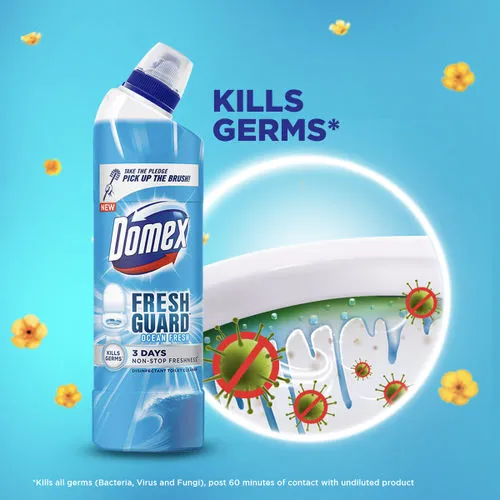 KILLS
GERMS*
TAKE THE PLEDGE
PICK UP THE BRUSH!
NEW
Domex
FRESH
GUARD
OCEAN FRESH
KILLS
GERMS*
3 DAYS
NON-STOP FRESHNESS*
DISINFECTANT TOILET CLEANER
*Kills all germs (Bacteria, Virus and Fungi), post 60 minutes of contact with undiluted product